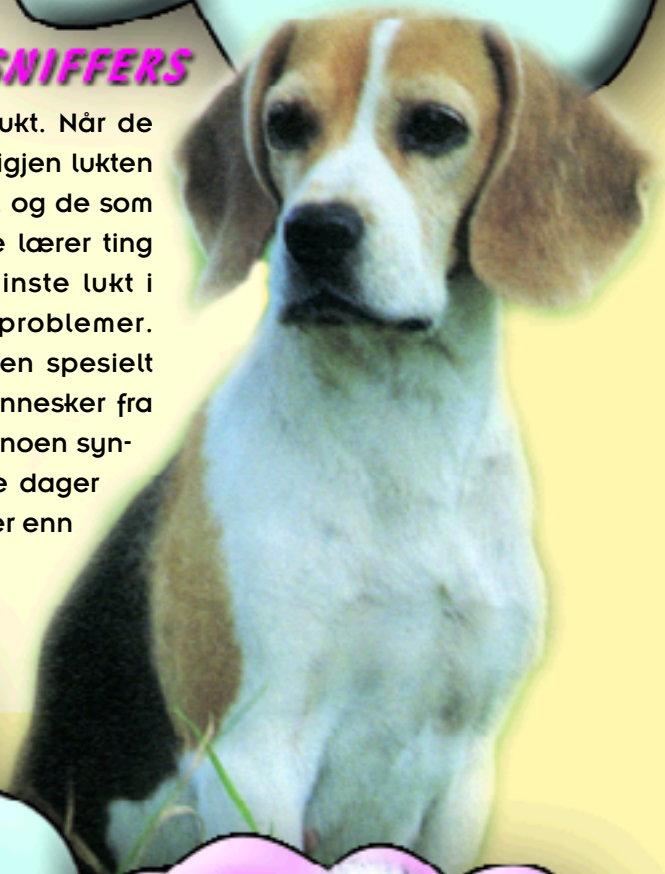 SNIFFERS
ukt. Når de
igjen lukten
og de som
lærer ting
inste lukt i
problemer.
en spesielt
nnesker fra
noen syn-
e dager
er enn